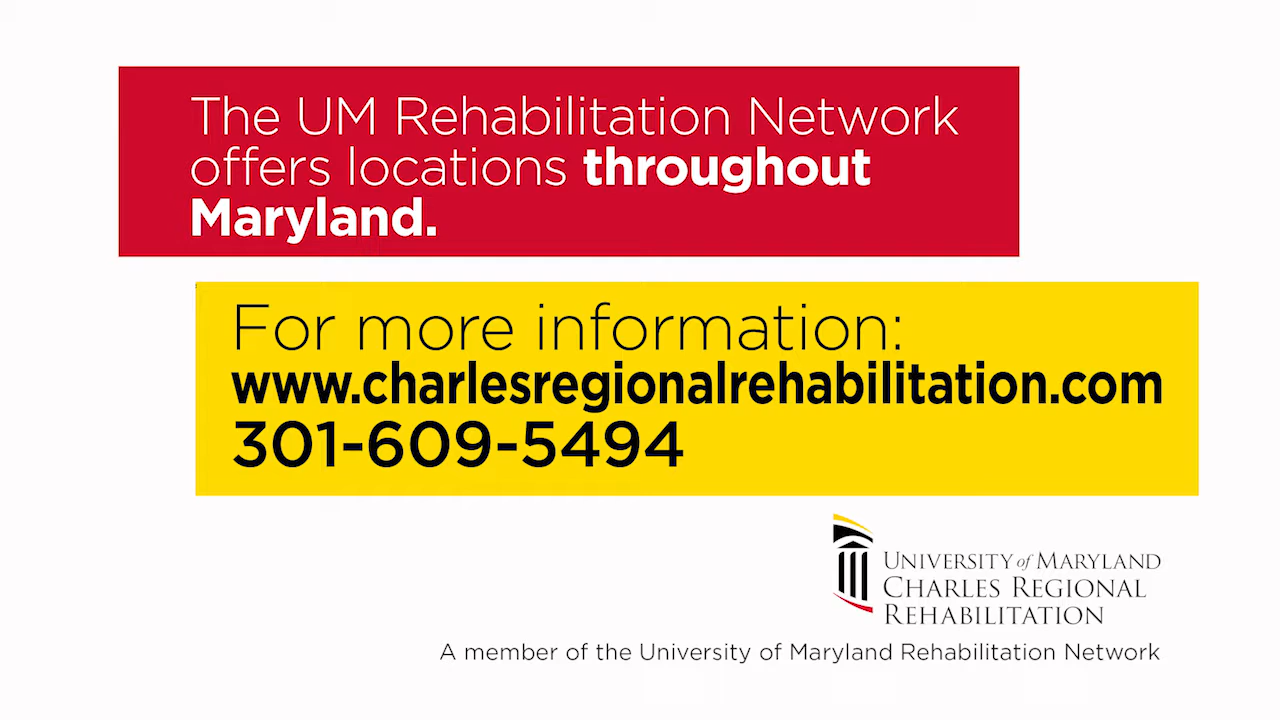 The UM Rehabilitation Network
offers locations throughout
Maryland.
For more information:
www.charlesregionalrehabilitation.com
301-609-5494
UNIVERSITY of MARYLAND
CHARLES REGIONAL
REHABILITATION
A member of the University of Maryland Rehabilitation Network